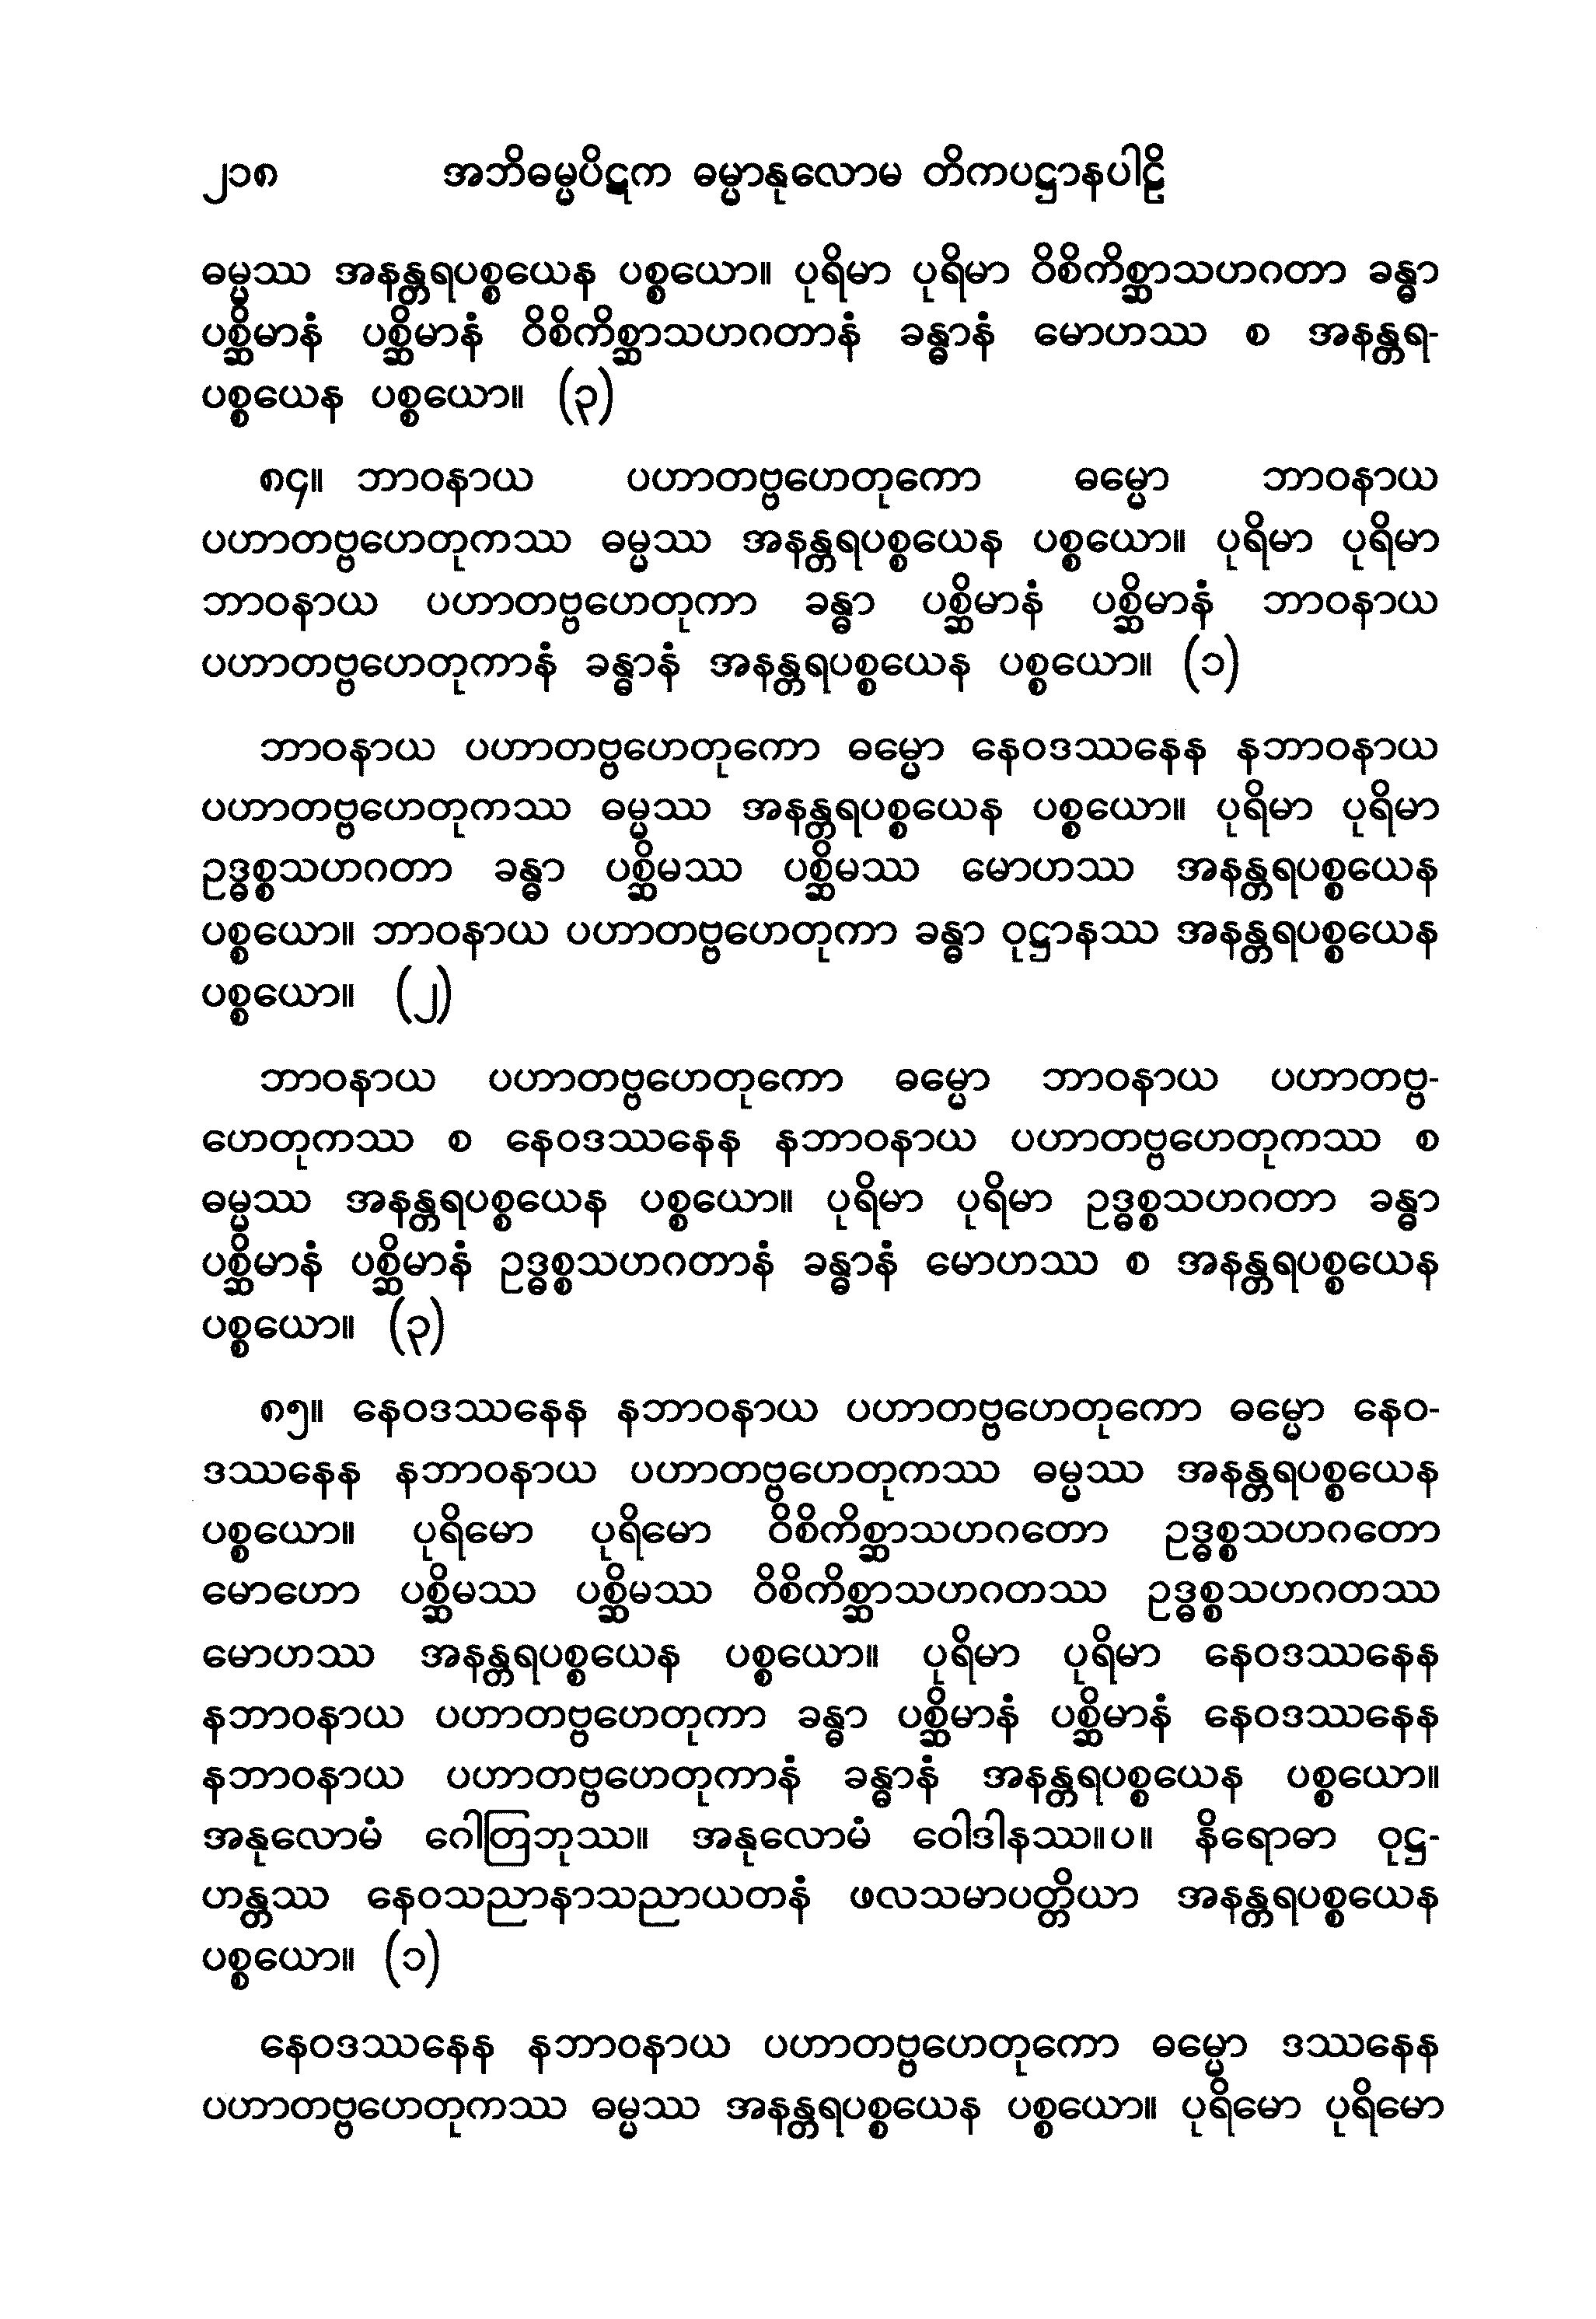 ၂၁၈ အဘိဓမ္မပိဋက ဓမ္မာနုလောမ တိကပဋ္ဌာနပါဠိ
ဓမ္မဿ အနန္တရပစ္စယေန ပစ္စယော။ ပုရိမာ ပုရိမာ ဝိစိကိစ္ဆာသဟဂတာ ခန္ဓာ
ပစ္ဆိမာနံ ပစ္ဆိမာနံ ဝိစိကိစ္ဆာသဟဂတာနံ ခန္ဓာနံ မောဟဿ စ အနန္တရ-
ပစ္စယေန ပစ္စယော။ (၃)
၈၄။ ဘာဝနာယ ပဟာတဗ္ဗဟေတုကော ဓမ္မော ဘာဝနာယ
ပဟာတဗ္ဗဟေတုကဿ ဓမ္မဿ အနန္တရပစ္စယေန ပစ္စယော။ ပုရိမာ ပုရိမာ
ဘာဝနာယ ပဟာတဗ္ဗဟေတုကာ ခန္ဓာ ပစ္ဆိမာနံ ပစ္ဆိမာနံ ဘာဝနာယ
ပဟာတဗ္ဗဟေတုကာနံ ခန္ဓာနံ အနန္တရပစ္စယေန ပစ္စယော။ (၁)
ဘာဝနာယ ပဟာတဗ္ဗဟေတုကော ဓမ္မော နေဝဒဿနေန နဘာဝနာယ
ပဟာတဗ္ဗဟေတုကဿ ဓမ္မဿ အနန္တရပစ္စယေန ပစ္စယော။ ပုရိမာ ပုရိမာ
ဥဒ္ဓစ္စသဟဂတာ ခန္ဓာ ပစ္ဆိမဿ ပစ္ဆိမဿ မောဟဿ အနန္တရပစ္စယေန
ပစ္စယော။ ဘာဝနာယ ပဟာတဗ္ဗဟေတုကာ ခန္ဓာ ဝုဋ္ဌာနဿ အနန္တရပစ္စယေန
ပစ္စယော။ (၂)
ဘာဝနာယ ပဟာတဗ္ဗဟေတုကော ဓမ္မော ဘာဝနာယ ပဟာတဗ္ဗ-
ဟေတုကဿ စ နေဝဒဿနေန နဘာဝနာယ ပဟာတဗ္ဗဟေတုကဿ စ
ဓမ္မဿ အနန္တရပစ္စယေန ပစ္စယော။ ပုရိမာ ပုရိမာ ဥဒ္ဓစ္စသဟဂတာ ခန္ဓာ
ပစ္ဆိမာနံ ပစ္ဆိမာနံ ဥဒ္ဓစ္စသဟဂတာနံ ခန္ဓာနံ မောဟဿ စ အနန္တရပစ္စယေန
ပစ္စယော။ (၃)
၈၅။ နေဝဒဿနေန နဘာဝနာယ ပဟာတဗ္ဗဟေတုကော ဓမ္မော နေဝ-
ဒဿနေန နဘာဝနာယ ပဟာတဗ္ဗဟေတုကဿ ဓမ္မဿ အနန္တရပစ္စယေန
ပစ္စယော။ ပုရိမော ပုရိမော ဝိစိကိစ္ဆာသဟဂတော ဥဒ္ဓစ္စသဟဂတော
မောဟော ပစ္ဆိမဿ ပစ္ဆိမဿ ဝိစိကိစ္ဆာသဟဂတဿ ဥဒ္ဓစ္စသဟဂတဿ
မောဟဿ အနန္တရပစ္စယေန ပစ္စယော။ ပုရိမာ ပုရိမာ နေဝဒဿနေန
နဘာဝနာယ ပဟာတဗ္ဗဟေတုကာ ခန္ဓာ ပစ္ဆိမာနံ ပစ္ဆိမာနံ နေဝဒဿနေန
နဘာဝနာယ ပဟာတဗ္ဗဟေတုကာနံ ခန္ဓာနံ အနန္တရပစ္စယေန ပစ္စယော။
အနုလောမံ ဂေါတြဘုဿ။ အနုလောမံ ဝေါဒါနဿ။ပ။ နိရောဓာ ဝုဋ္ဌ-
ဟန္တဿ နေဝသညာနာသညာယတနံ ဖလသမာပတ္တိယာ အနန္တရပစ္စယေန
ပစ္စယော။ (၁)
နေဝဒဿနေန နဘာဝနာယ ပဟာတဗ္ဗဟေတုကော ဓမ္မော ဒဿနေန
ပဟာတဗ္ဗဟေတုကဿ ဓမ္မဿ အနန္တရပစ္စယေန ပစ္စယော။ ပုရိမော ပုရိမော